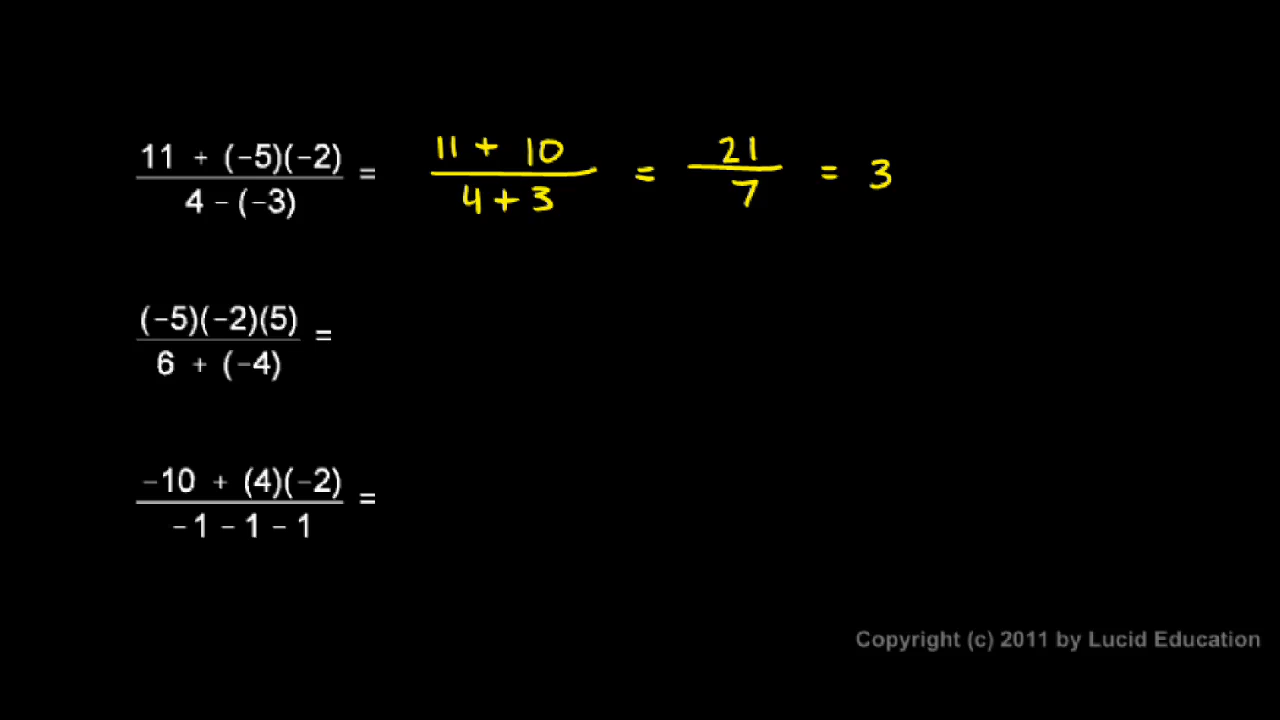 11 + (-5)(-2) = 11 + 10 = 21 = 3
4 - (-3) 4 + 3 7
(-5)(-2)(5) =
6 + (-4)
-10 + (4)(-2) =
-1 - 1 - 1
Copyright (c) 2011 by Lucid Education